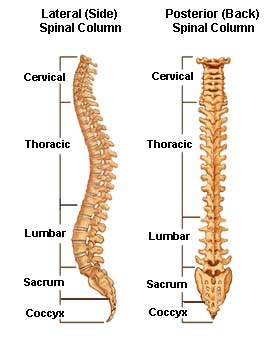 Lateral (Side)
Spinal Column
Posterior (Back)
Spinal Column
Cervical
Thoracic
Lumbar
Sacrum
Coccyx
Cervical
Thoracic
Lumbar
Sacrum
Coccyx